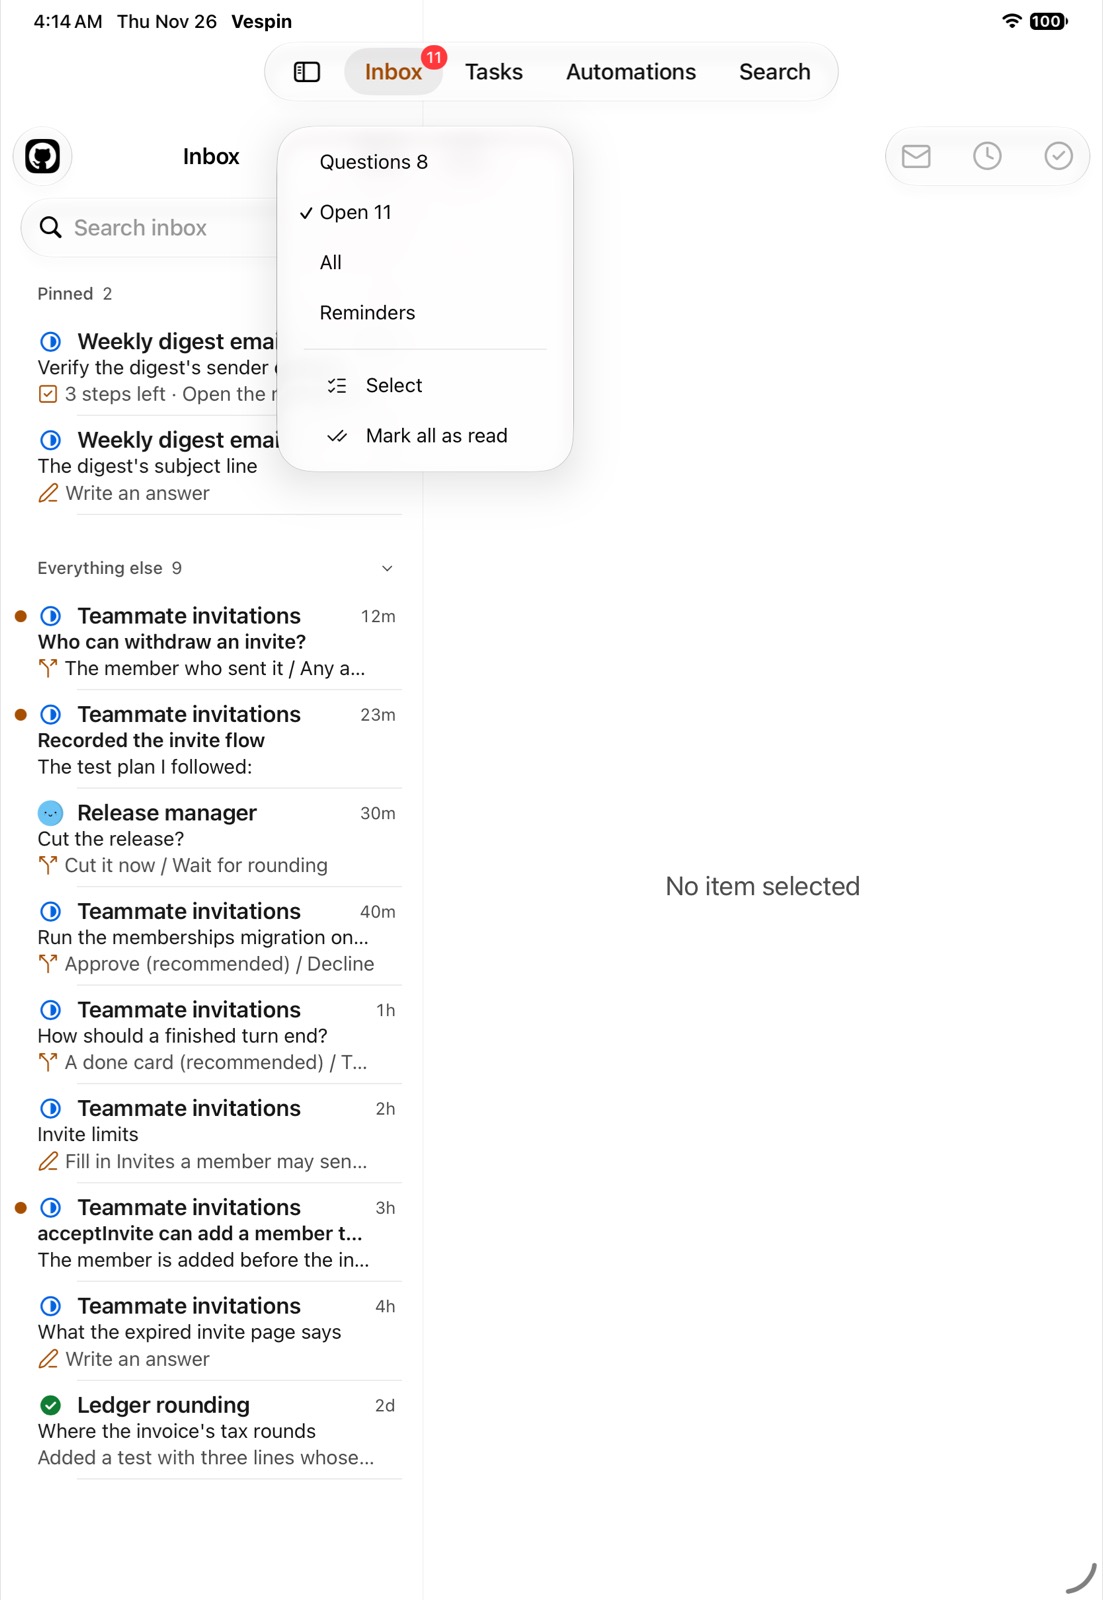 4:14 AM Thu Nov 26 Vespin
100
Inbox 11 Tasks Automations Search
Inbox
Search inbox
Questions 8
Open 11
All
Reminders
Select
Mark all as read
Pinned 2
Weekly digest emai
Verify the digest's sender
3 steps left · Open the
Weekly digest emai
The digest's subject line
Write an answer
Everything else 9
Teammate invitations 12m
Who can withdraw an invite?
The member who sent it / Any a...
Teammate invitations 23m
Recorded the invite flow
The test plan I followed:
Release manager 30m
Cut the release?
Cut it now / Wait for rounding
Teammate invitations 40m
Run the memberships migration on...
Approve (recommended) / Decline
Teammate invitations 1h
How should a finished turn end?
A done card (recommended) / T...
Teammate invitations 2h
Invite limits
Fill in Invites a member may sen...
Teammate invitations 3h
acceptInvite can add a member t...
The member is added before the in...
Teammate invitations 4h
What the expired invite page says
Write an answer
Ledger rounding 2d
Where the invoice's tax rounds
Added a test with three lines whose...
No item selected